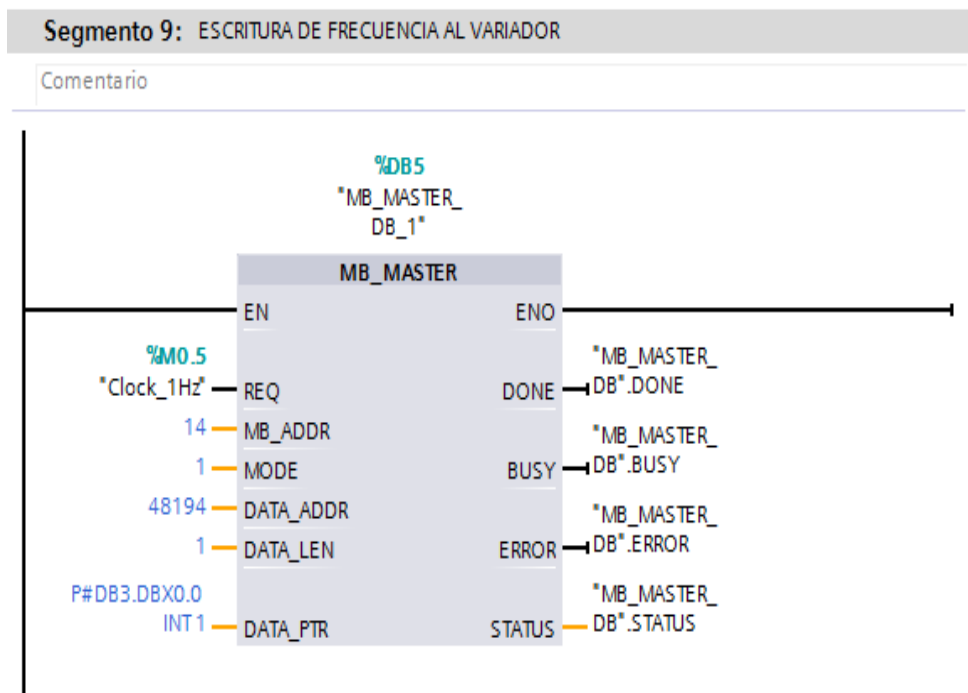 Segmento 9: ESCRITURA DE FRECUENCIA AL VARIADOR
Comentario
%DB5
"MB_MASTER_
DB_1"
MB_MASTER
EN ENO
%M0.5
"Clock_1Hz" REQ
"MB_MASTER_
DONE DB".DONE
14 MB_ADDR
"MB_MASTER_
1 MODE
BUSY DB".BUSY
48194 DATA_ADDR
"MB_MASTER_
1 DATA_LEN
ERROR DB".ERROR
P#DB3.DBX0.0
"MB_MASTER_
INT 1 DATA_PTR
STATUS DB".STATUS